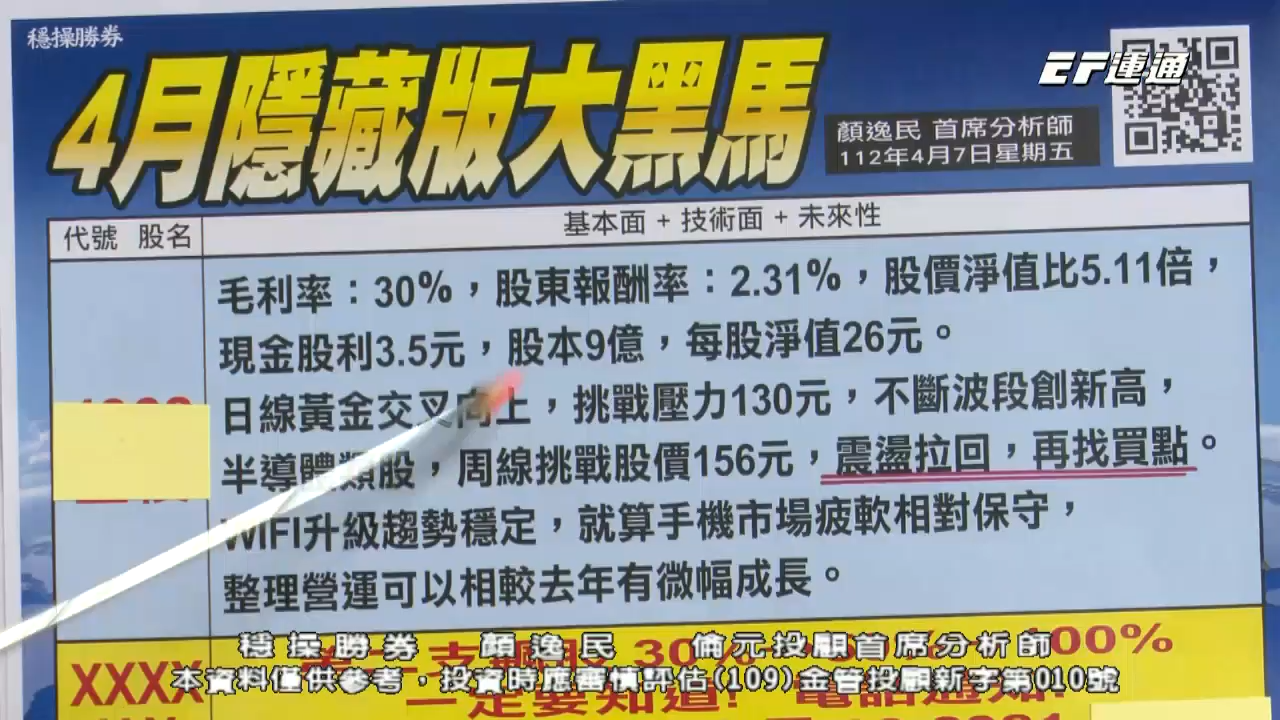 穩操勝券
EF運通
4月隱藏版大黑馬
顏逸民 首席分析師
112年4月7日星期五
代號 股名
基本面 + 技術面 + 未來性
毛利率：30%，股東報酬率：2.31%，股價淨值比5.11倍，
現金股利3.5元，股本9億，每股淨值26元。
日線黃金交叉向上，挑戰壓力130元，不斷波段創新高，
半導體類股，周線挑戰股價156元，震盪拉回，再找買點。
WIFI升級趨勢穩定，就算手機市場疲軟相對保守，
整理營運可以相較去年有微幅成長。
穩操勝券 顏逸民 倫元投顧首席分析師
XXXX
30%
100%
本資料僅供參考，投資時應審慎評估(109)金管投顧新字第010號
一定要知道!